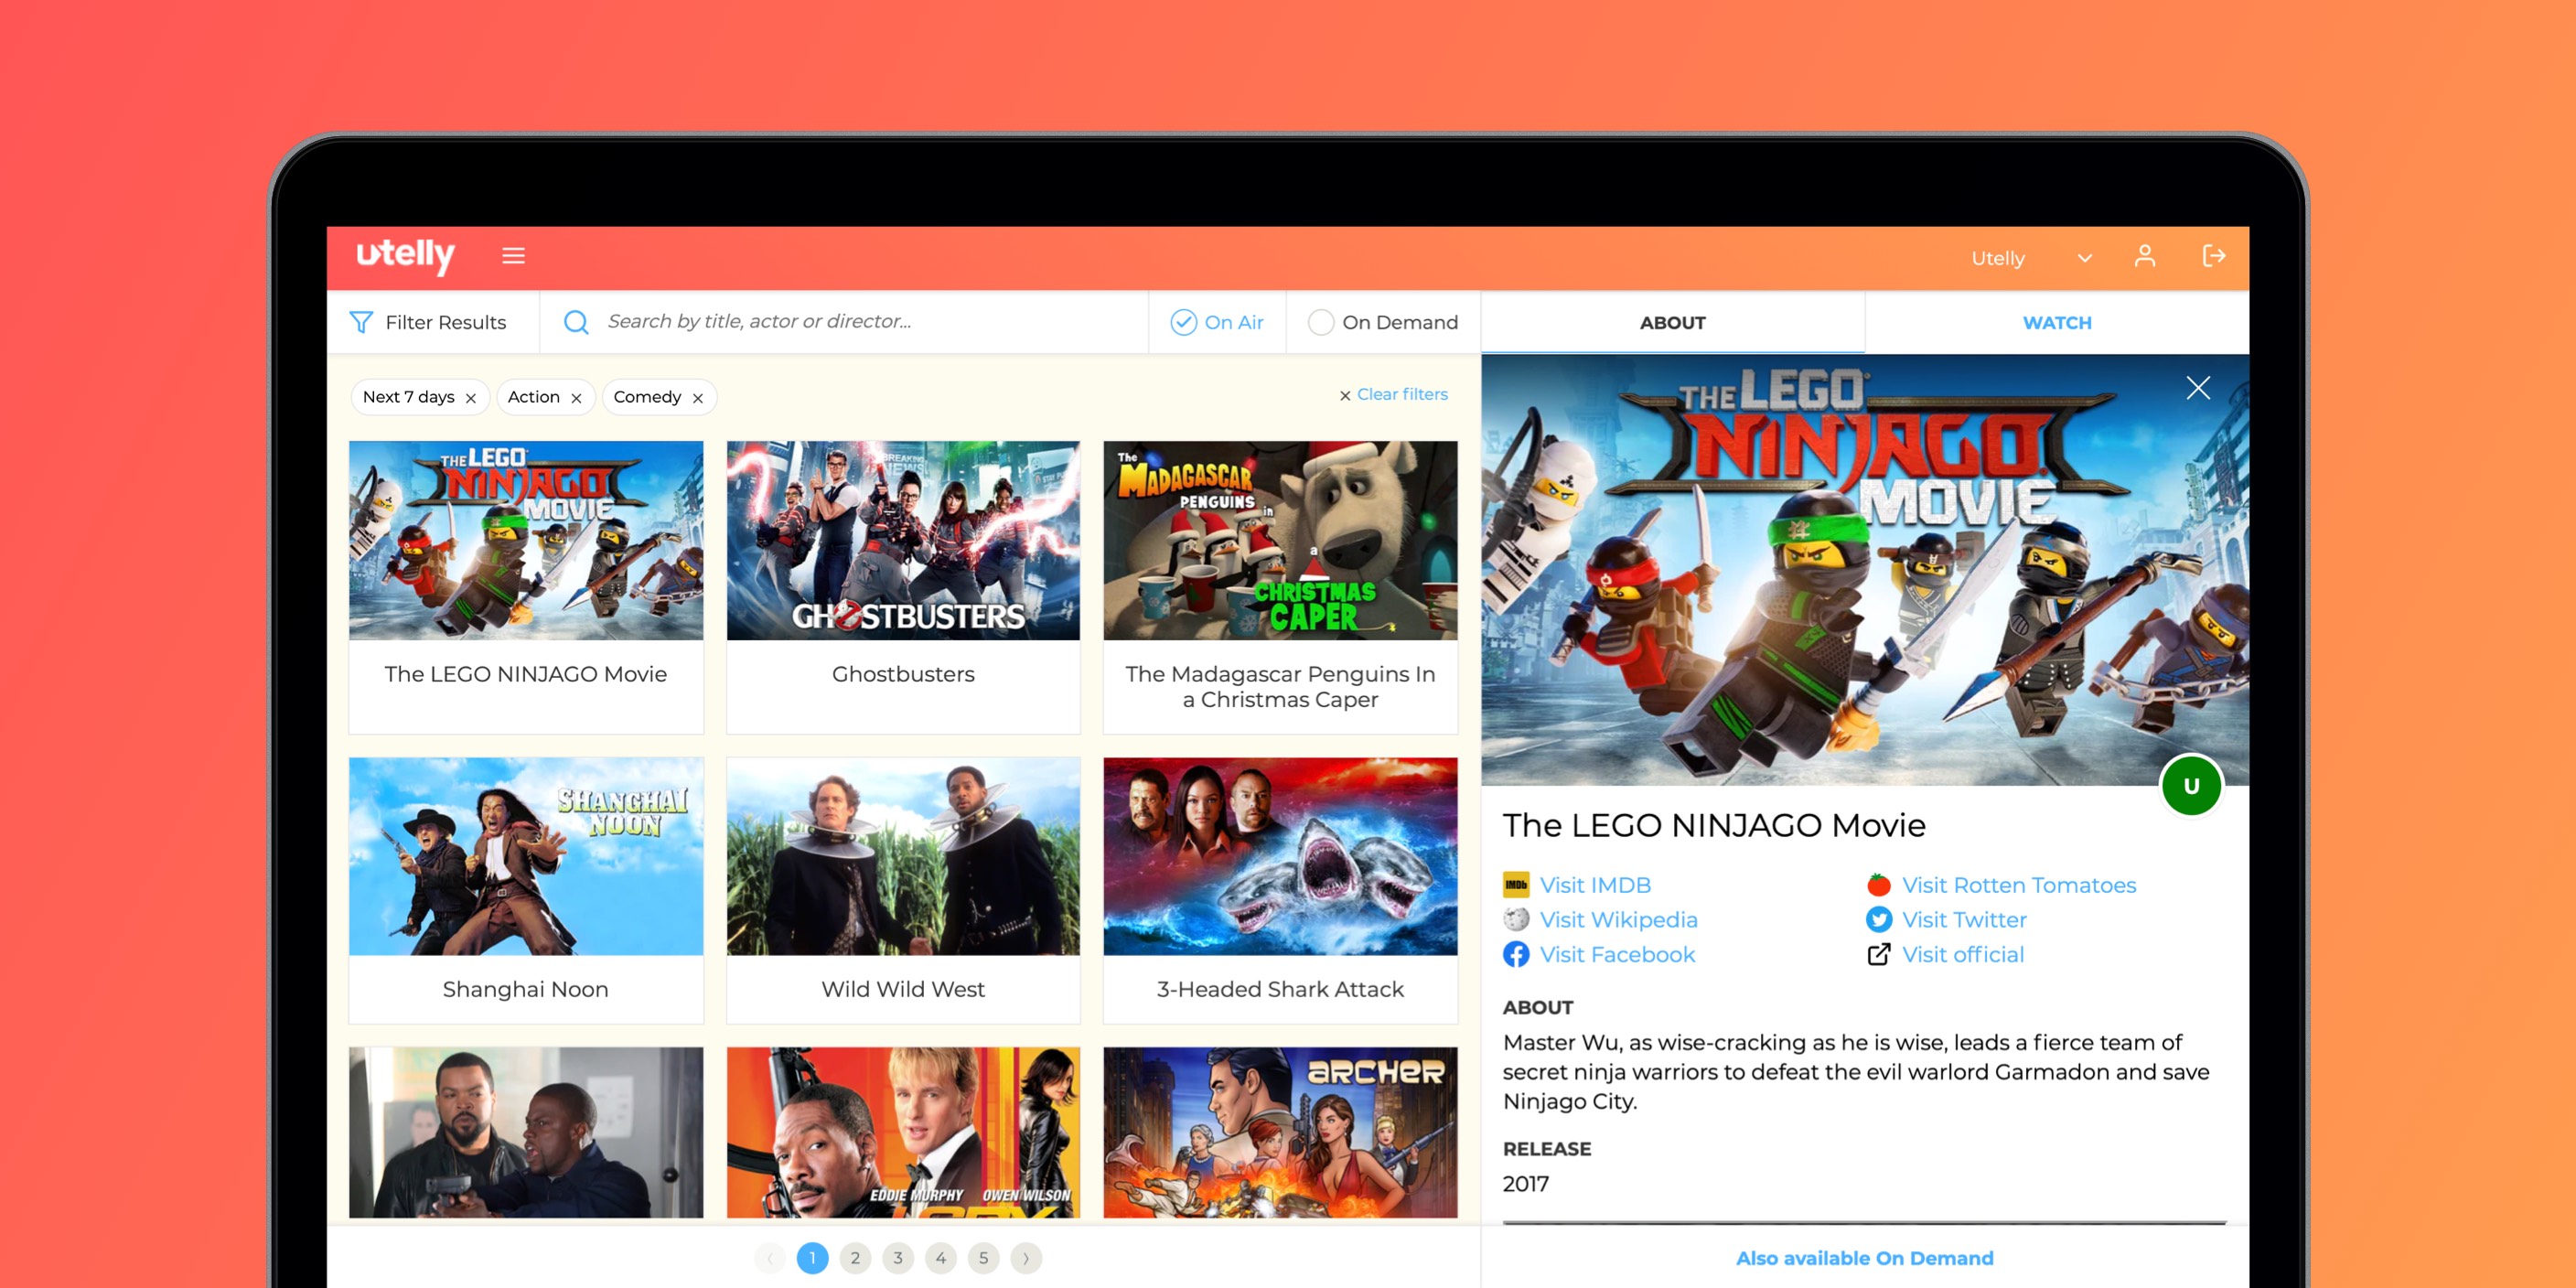 utelly
Utelly
Filter Results
Search by title, actor or director...
On Air
On Demand
ABOUT
WATCH
Next 7 days
Action
Comedy
Clear filters
THE LEGO
NINJAGO
MOVIE
The LEGO NINJAGO Movie
BREAKING
NEWS
GHOSTBUSTERS
Ghostbusters
The
MADAGASCAR
PENGUINS
in
a
CHRISTMAS
CAPER
The Madagascar Penguins In
a Christmas Caper
SHANGHAI
NOON
Shanghai Noon
Wild Wild West
3-Headed Shark Attack
EDDIE MURPHY OWEN WILSON
ARCHER
1
2
3
4
5
THE LEGO
NINJAGO
MOVIE
U
The LEGO NINJAGO Movie
IMDb
Visit IMDB
Visit Rotten Tomatoes
Visit Wikipedia
Visit Twitter
Visit Facebook
Visit official
ABOUT
Master Wu, as wise-cracking as he is wise, leads a fierce team of
secret ninja warriors to defeat the evil warlord Garmadon and save
Ninjago City.
RELEASE
2017
Also available On Demand